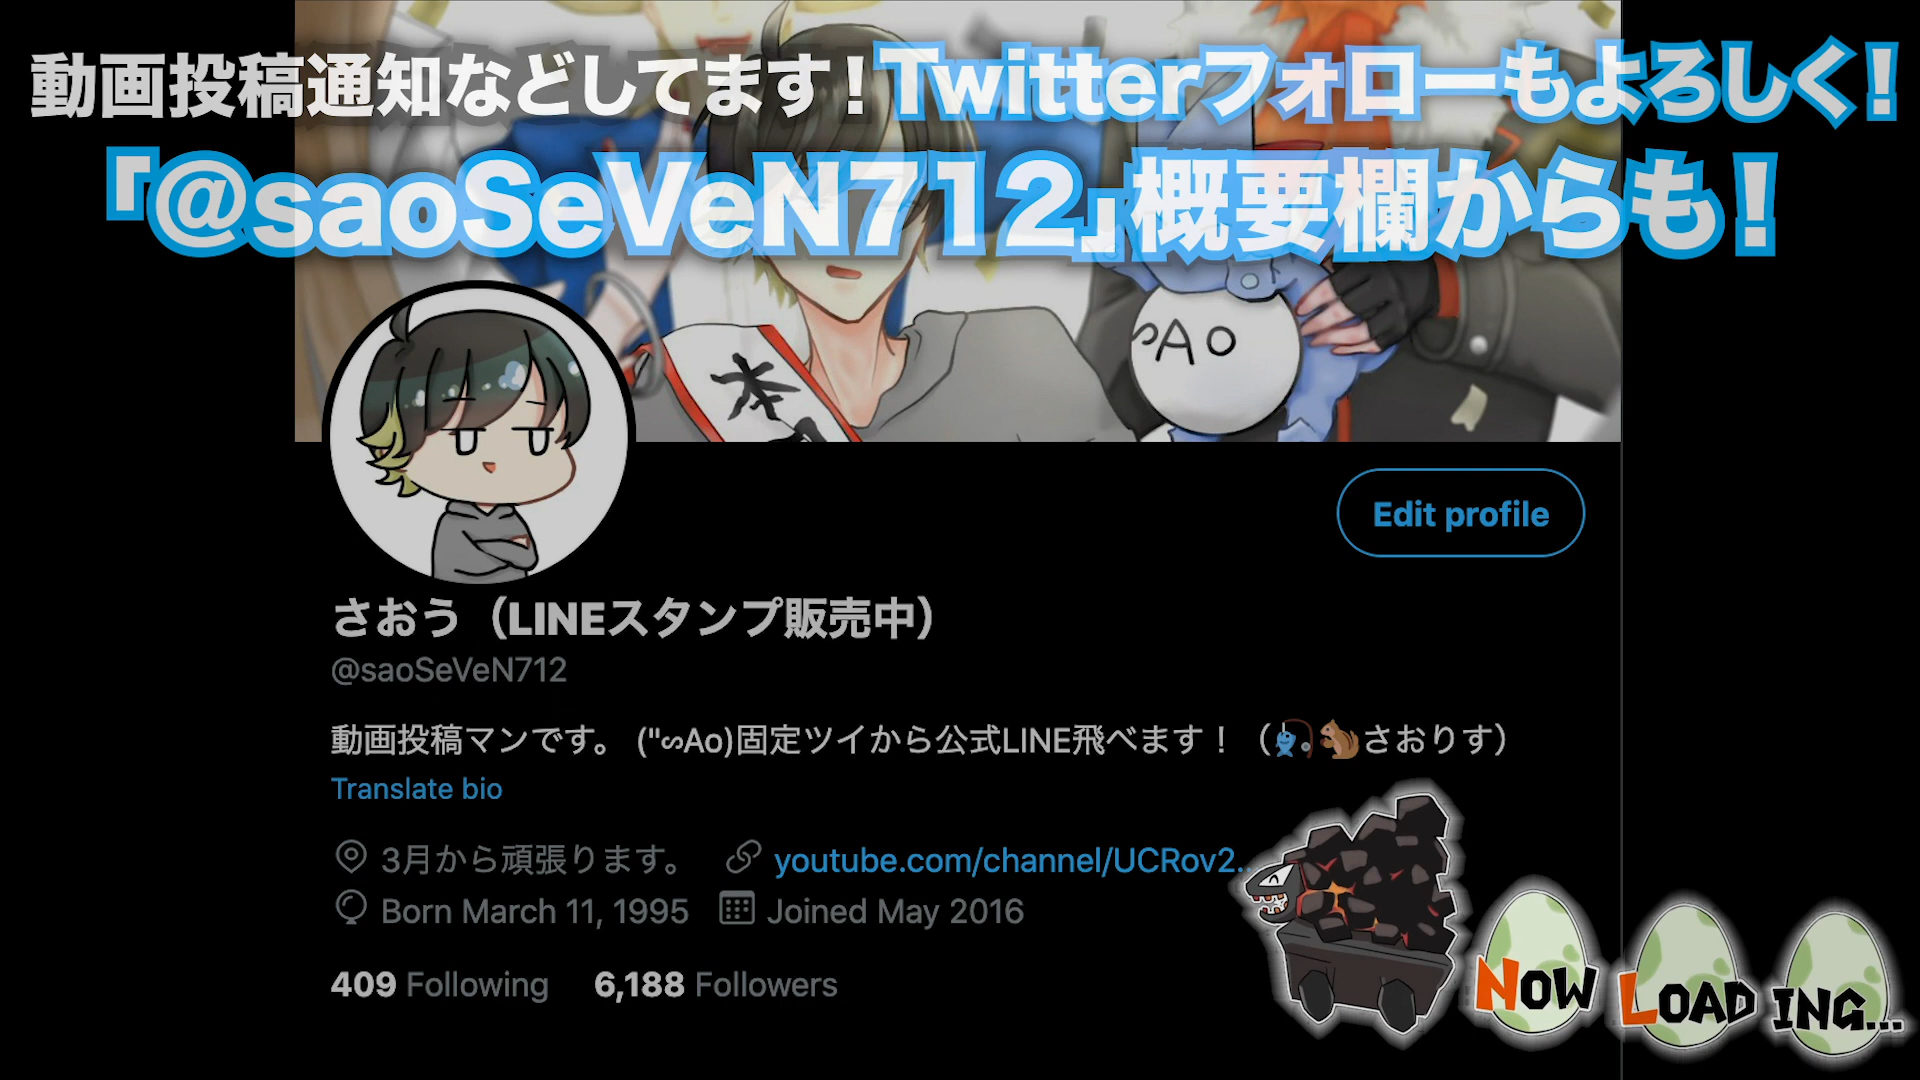 動画投稿通知などしてます！Twitterフォローもよろしく！
「@saoSeVeN712」概要欄からも！
本
ᔕAO
Edit profile
さおう（LINEスタンプ販売中）
@saoSeVeN712
動画投稿マンです。 ("ᔕAo)固定ツイから公式LINE飛べます！（🎣。🐿さおりす）
Translate bio
3月から頑張ります。 youtube.com/channel/UCRov2…
Born March 11, 1995 Joined May 2016
409 Following 6,188 Followers
NOW LOADING...